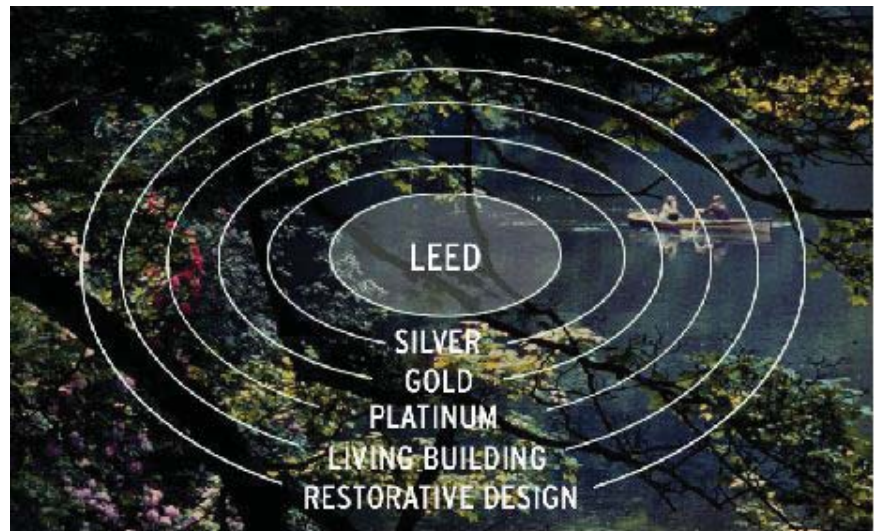 LEED
SILVER
GOLD
PLATINUM
LIVING BUILDING
RESTORATIVE DESIGN